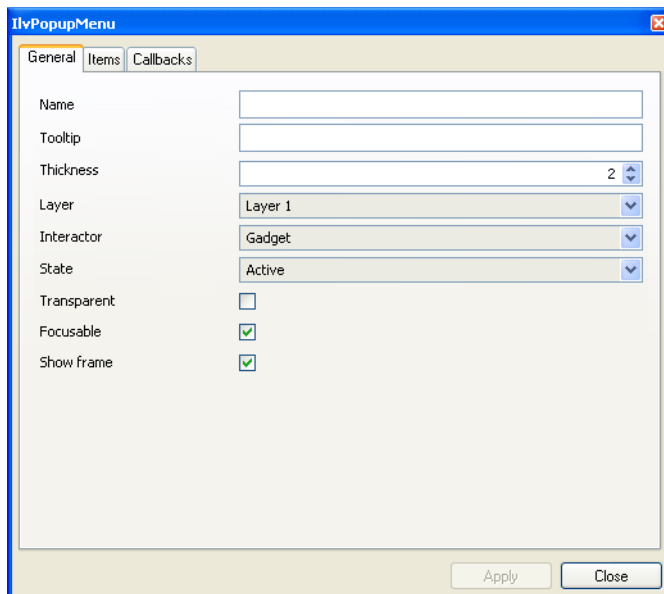 IlvPopupMenu
General Items Callbacks
Name
Tooltip
Thickness 2
Layer Layer 1
Interactor Gadget
State Active
Transparent
Focusable
Show frame
Apply Close